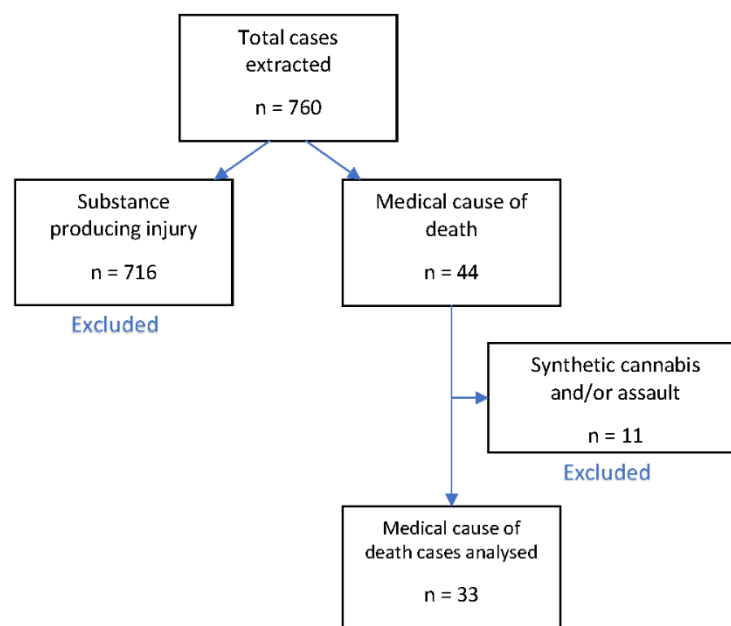 Total cases
extracted
n = 760
Substance
producing injury
n = 716
Excluded
Medical cause of
death
n = 44
Synthetic cannabis
and/or assault
n = 11
Excluded
Medical cause of
death cases analysed
n = 33